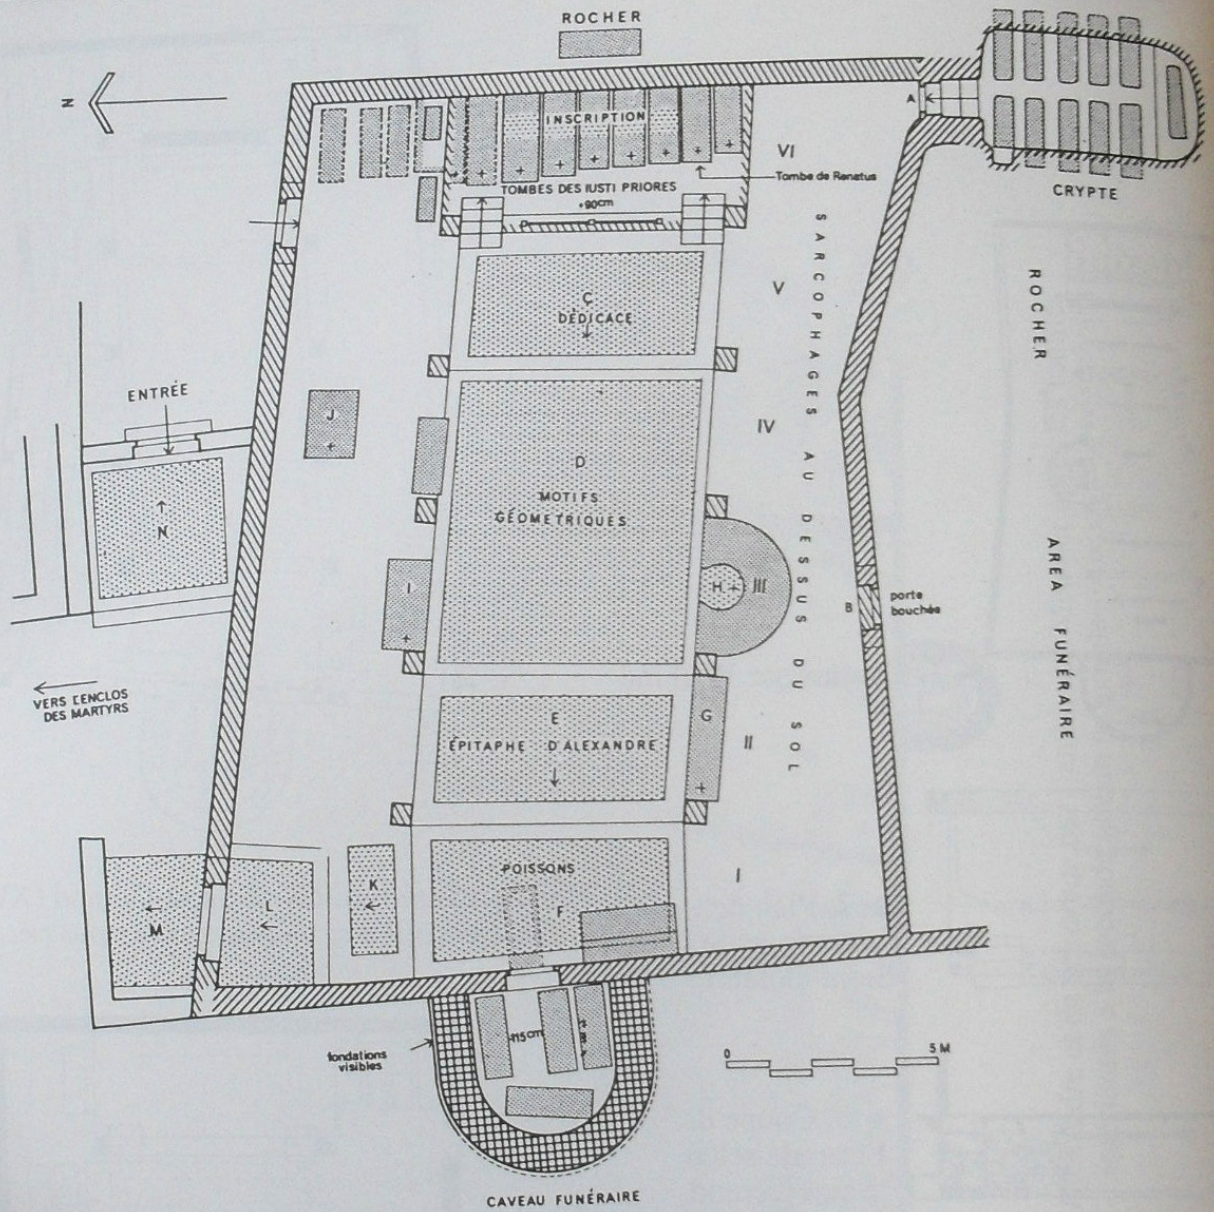 ROCHER
N
INSCRIPTION
A
VI
TOMBES DES IUSTI PRIORES
+90cm
Tombe de Renatus
CRYPTE
SARCOPHAGES AU DESSUS DU SOL
ROCHER
V
C
DÉDICACE
ENTRÉE
J
IV
D
MOTIFS
GÉOMETRIQUES
N
I
H
III
B
porte
bouchée
AREA FUNÉRAIRE
VERS L'ENCLOS
DES MARTYRS
E
G
ÉPITAPHE D'ALEXANDRE
II
POISSONS
I
K
L
F
M
-115cm
fondations
visibles
0 5 M
CAVEAU FUNÉRAIRE